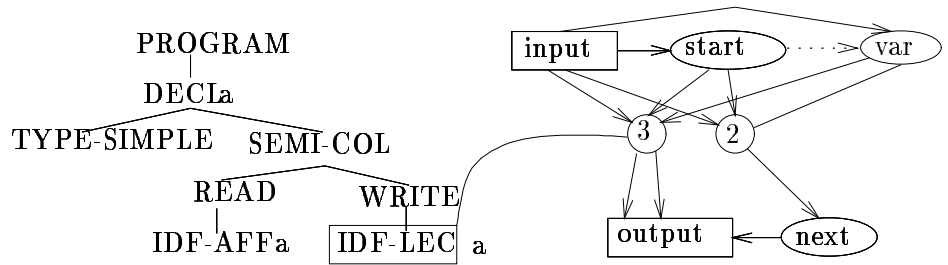 PROGRAM
DECLa
TYPE-SIMPLE
SEMI-COL
READ
WRITE
IDF-AFFa
IDF-LEC a
input
start
var
3
2
output
next